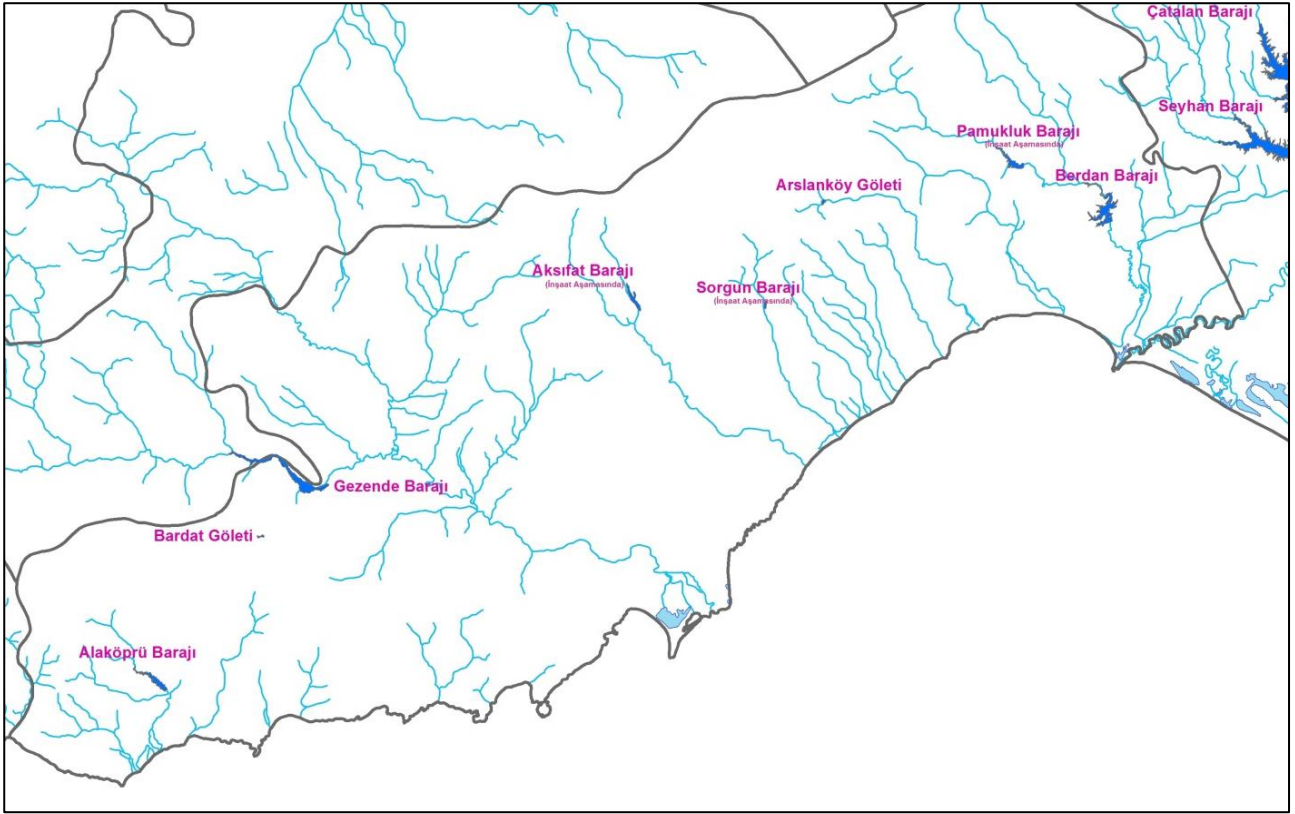 Çatalan Barajı
Seyhan Barajı
Pamukluk Barajı
(İnşaat Aşamasında)
Berdan Barajı
Arslanköy Göleti
Aksıfat Barajı
(İnşaat Aşamasında)
Sorgun Barajı
(İnşaat Aşamasında)
Gezende Barajı
Bardat Göleti
Alaköprü Barajı